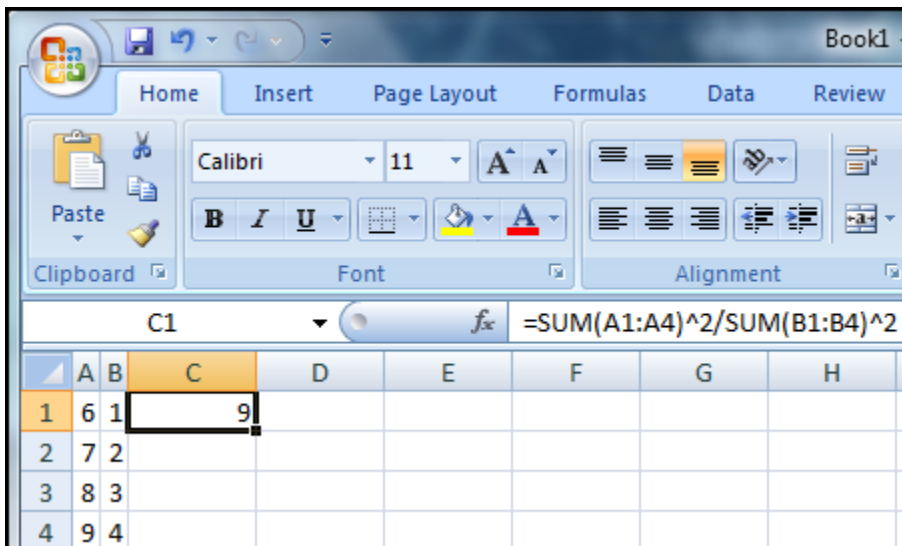 Book1 -
Home Insert Page Layout Formulas Data Review
Calibri 11 A A
Paste
B I U A
Clipboard Font Alignment
C1 fx =SUM(A1:A4)^2/SUM(B1:B4)^2
A B C D E F G H
1 6 1 9
2 7 2
3 8 3
4 9 4